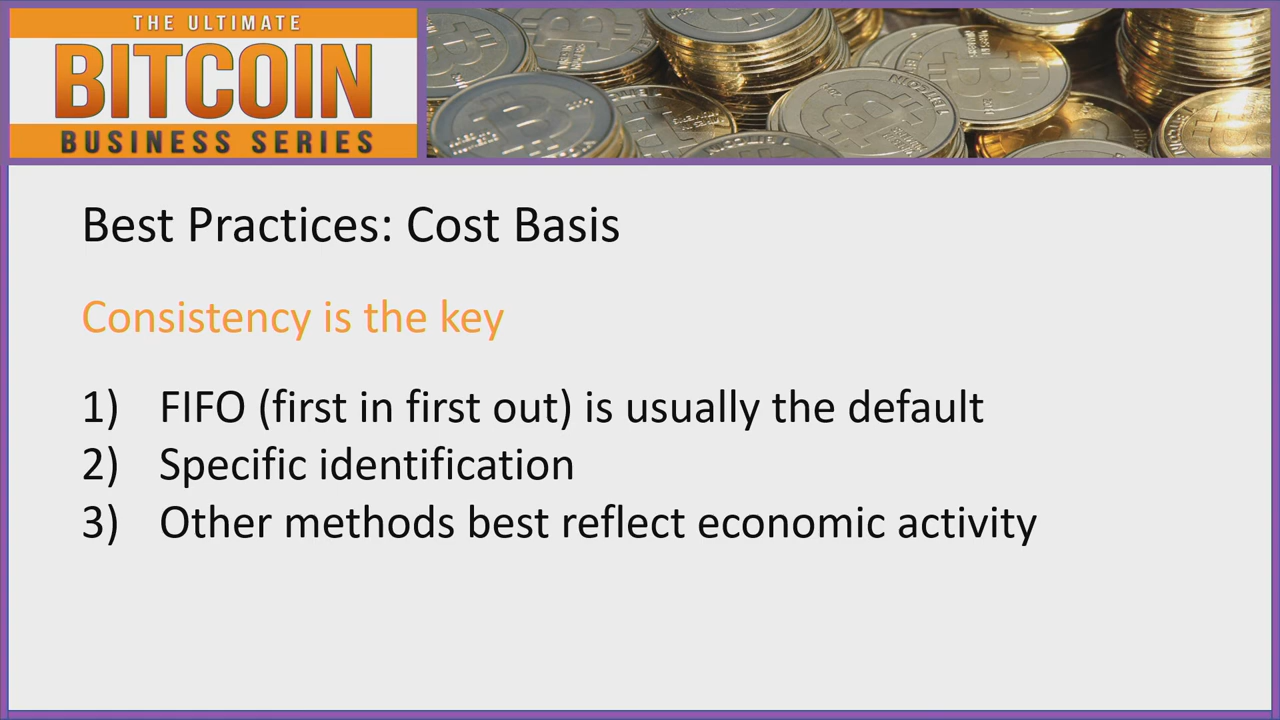 THE ULTIMATE
BITCOIN
BUSINESS SERIES
Best Practices: Cost Basis
Consistency is the key
1) FIFO (first in first out) is usually the default
2) Specific identification
3) Other methods best reflect economic activity